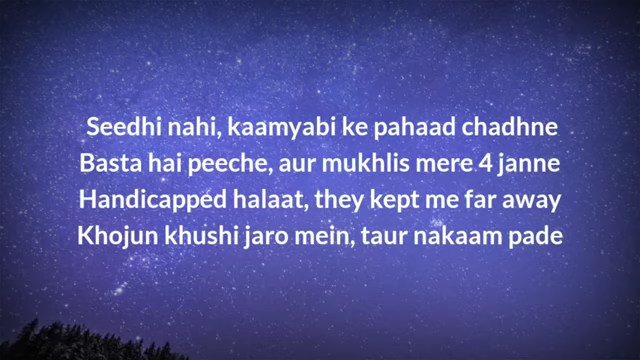 Seedhi nahi, kaamyabi ke pahaad chadhne
Basta hai peeche, aur mukhlis mere 4 janne
Handicapped halaat, they kept me far away
Khojun khushi jaro mein, taur nakaam pade